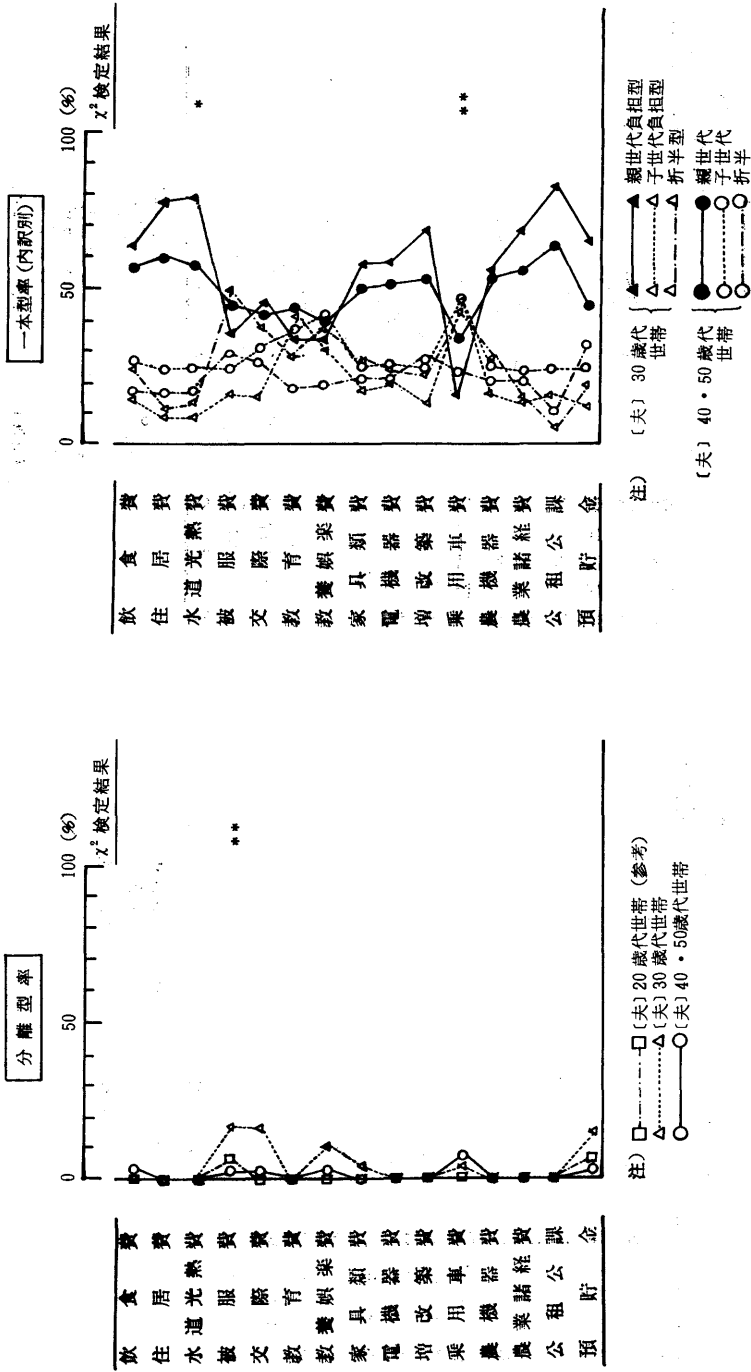 分離型率
0 50 100 (%)
χ² 検定結果
飲食費
住居費
水道光熱費
被服費 **
交際費
教育費
教養娯楽費
家具類費
電機器費
増改築費
乗用車費
農機器費
農業諸経費
公租公課
預貯金
注) 〔夫〕20歳代世帯 (参考)
〔夫〕30歳代世帯
〔夫〕40・50歳代世帯
一本型率(内訳別)
0 50 100 (%)
χ² 検定結果
飲食費
住居費
水道光熱費 *
被服費
交際費
教育費
教養娯楽費
家具類費
電機器費
増改築費
乗用車費 **
農機器費
農業諸経費
公租公課
預貯金
注) 〔夫〕 30歳代世帯
親世代負担型
子世代負担型
折半型
〔夫〕 40・50歳代世帯
親世代
子世代
折半